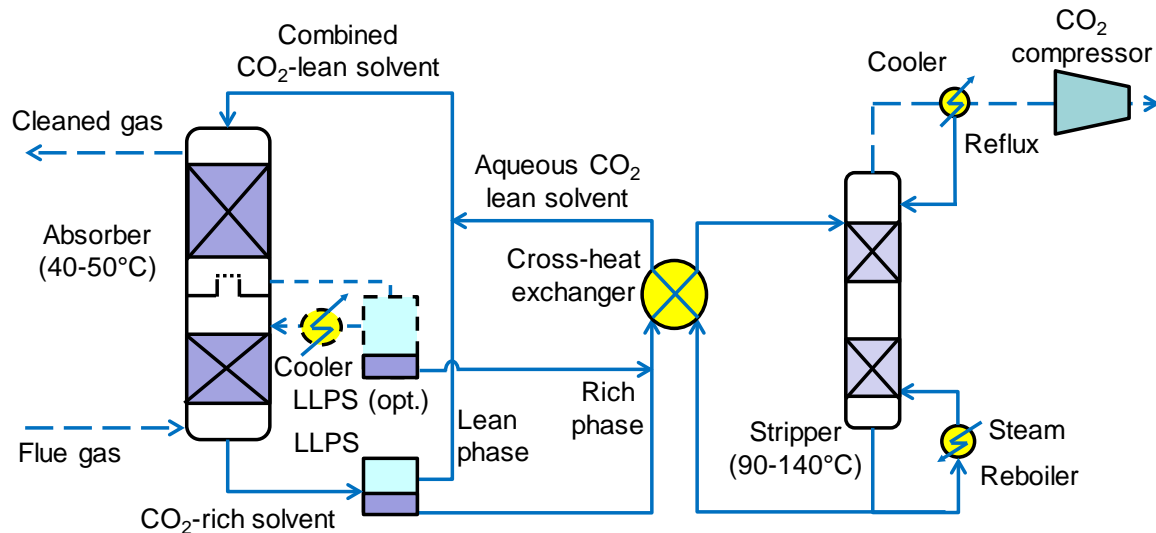 Combined
CO₂-lean solvent
CO₂
compressor
Cooler
Cleaned gas
Reflux
Aqueous CO₂
lean solvent
Absorber
(40-50°C)
Cross-heat
exchanger
Cooler
LLPS (opt.)
Rich
phase
Lean
phase
LLPS
Flue gas
Stripper
(90-140°C)
Steam
Reboiler
CO₂-rich solvent